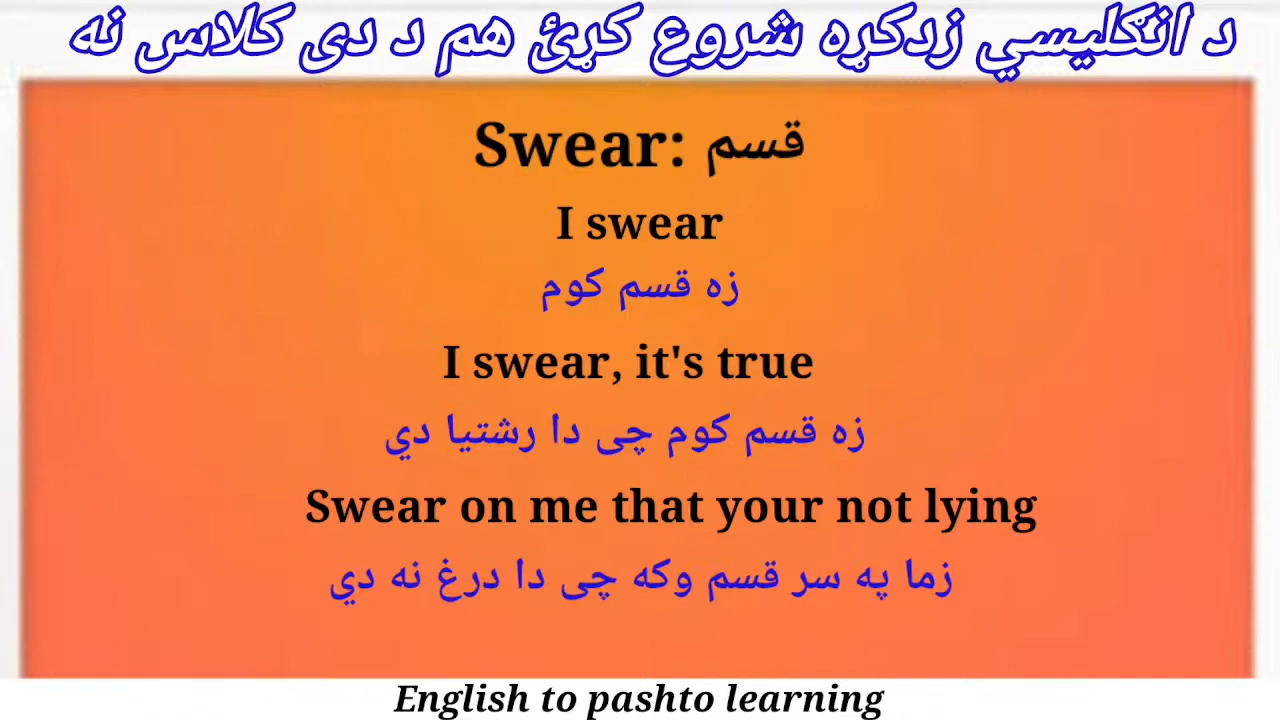 د انګلیسي زدکړه شروع کړئ هم د دی کلاس نه
Swear: قسم
I swear
زه قسم کوم
I swear, it's true
زه قسم کوم چی دا رشتیا دي
Swear on me that your not lying
زما په سر قسم وکه چی دا درغ نه دي
English to pashto learning